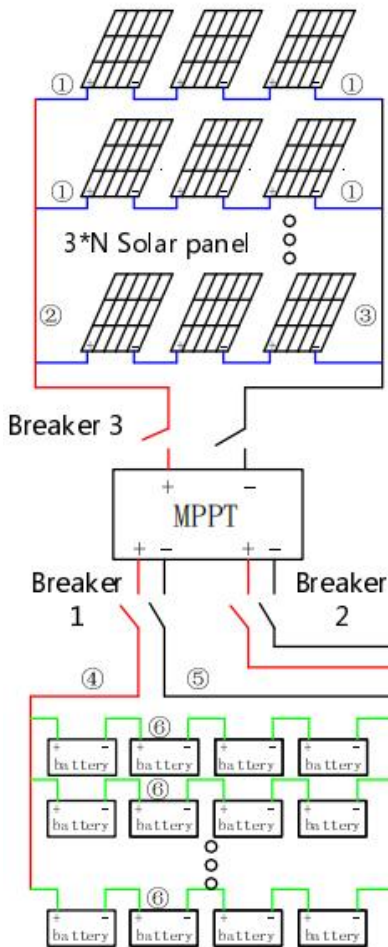 + − + − + −
① ①
+ − + − + −
① ①
3*N Solar panel
② ③
+ − + − + −
Breaker 3
+ −
MPPT
+ − + −
Breaker Breaker
1 2
④ ⑤
⑥
+ − + − + − + −
battery battery battery battery
⑥
+ − + − + − + −
battery battery battery battery
⑥
+ − + − + − + −
battery battery battery battery